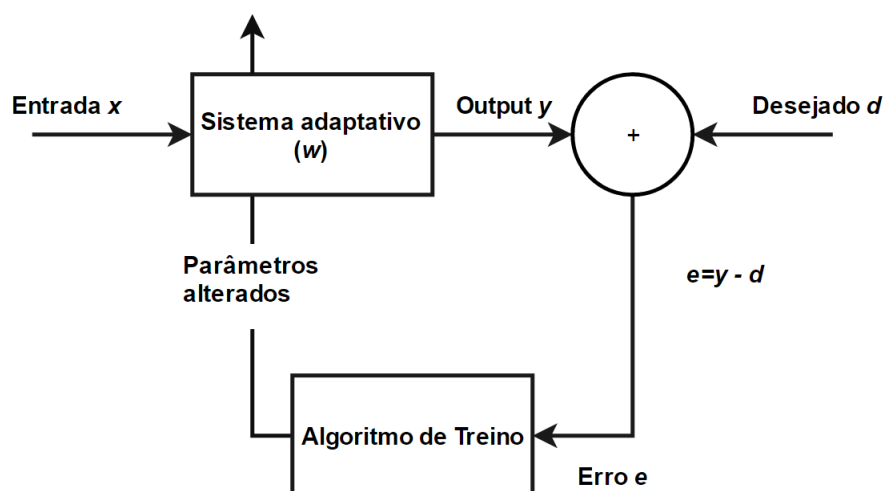 Entrada x
Sistema adaptativo
(w)
Output y
+
Desejado d
Parâmetros
alterados
e=y - d
Algoritmo de Treino
Erro e